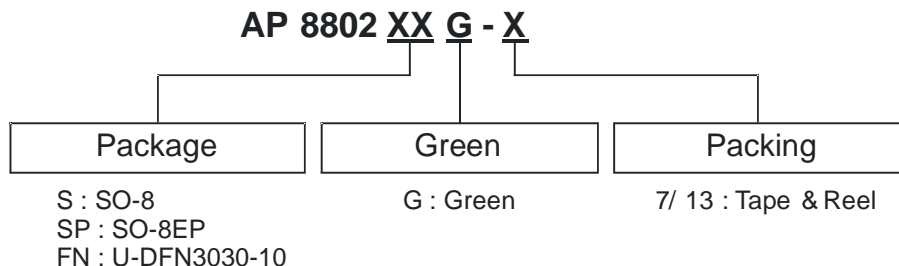 AP 8802 XX G - X
Package
Green
Packing
S : SO-8
SP : SO-8EP
FN : U-DFN3030-10
G : Green
7/ 13 : Tape & Reel